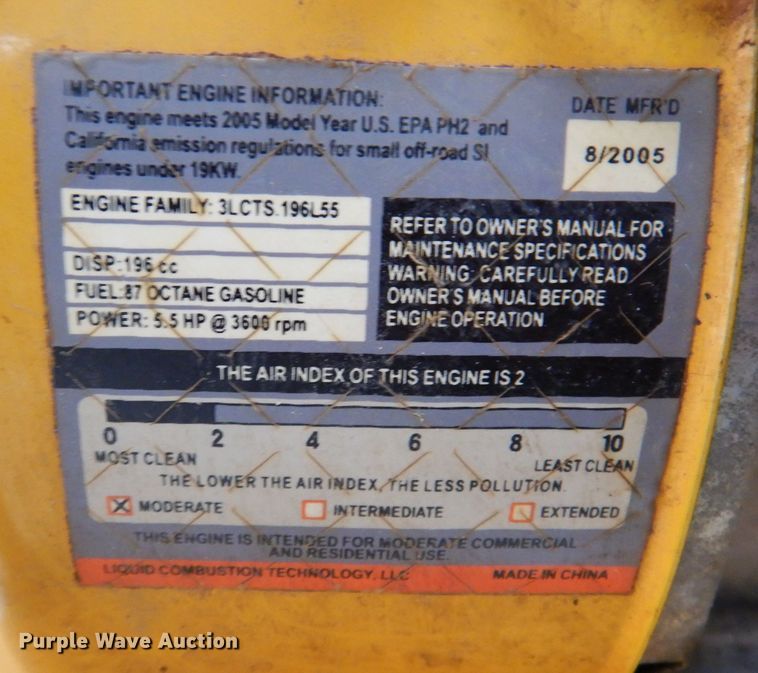 IMPORTANT ENGINE INFORMATION:
This engine meets 2005 Model Year U.S. EPA PH2 and
California emission regulations for small off-road SI
engines under 19KW.
DATE MFR'D
8/2005
ENGINE FAMILY: 3LCTS.196L55
DISP:196 cc
FUEL:87 OCTANE GASOLINE
POWER: 5.5 HP @ 3600 rpm
REFER TO OWNER'S MANUAL FOR
MAINTENANCE SPECIFICATIONS
WARNING: CAREFULLY READ
OWNER'S MANUAL BEFORE
ENGINE OPERATION
THE AIR INDEX OF THIS ENGINE IS 2
0 2 4 6 8 10
MOST CLEAN LEAST CLEAN
THE LOWER THE AIR INDEX, THE LESS POLLUTION.
MODERATE INTERMEDIATE EXTENDED
THIS ENGINE IS INTENDED FOR MODERATE COMMERCIAL
AND RESIDENTIAL USE.
LIQUID COMBUSTION TECHNOLOGY, LLC MADE IN CHINA
Purple Wave Auction